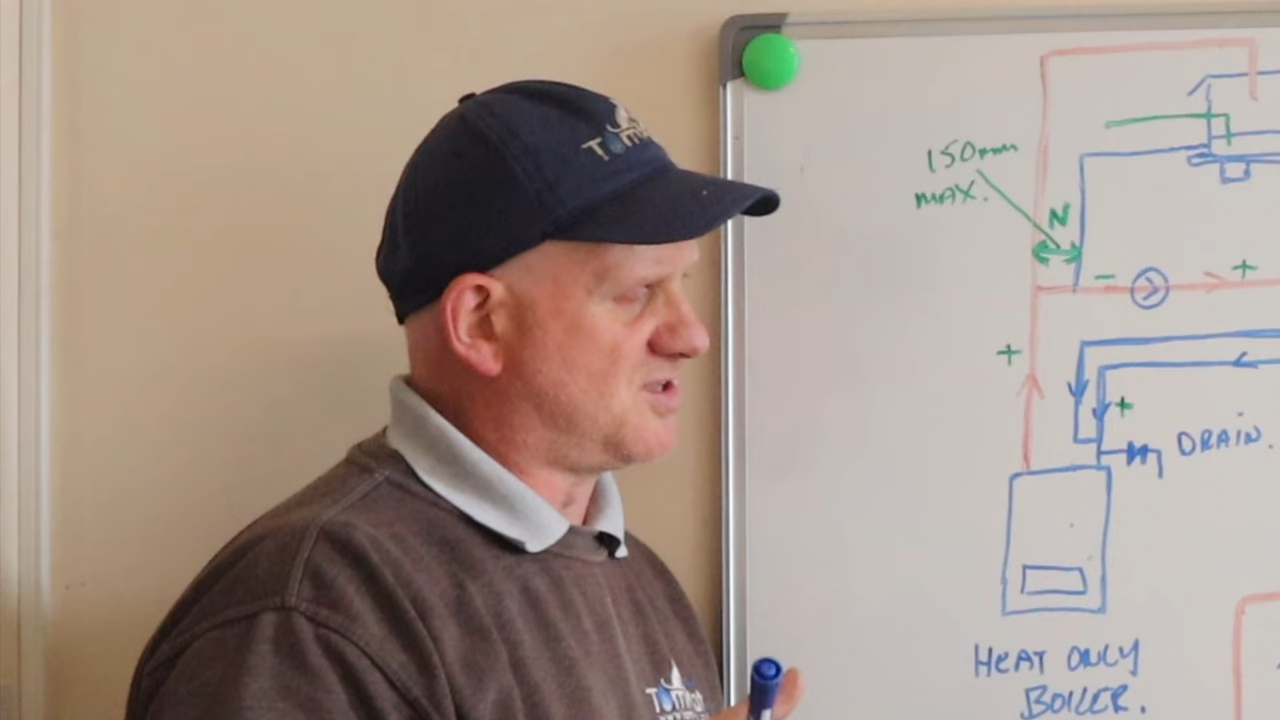 150mm
MAX.
N
-
+
+
+
DRAIN.
HEAT ONLY
BOILER.